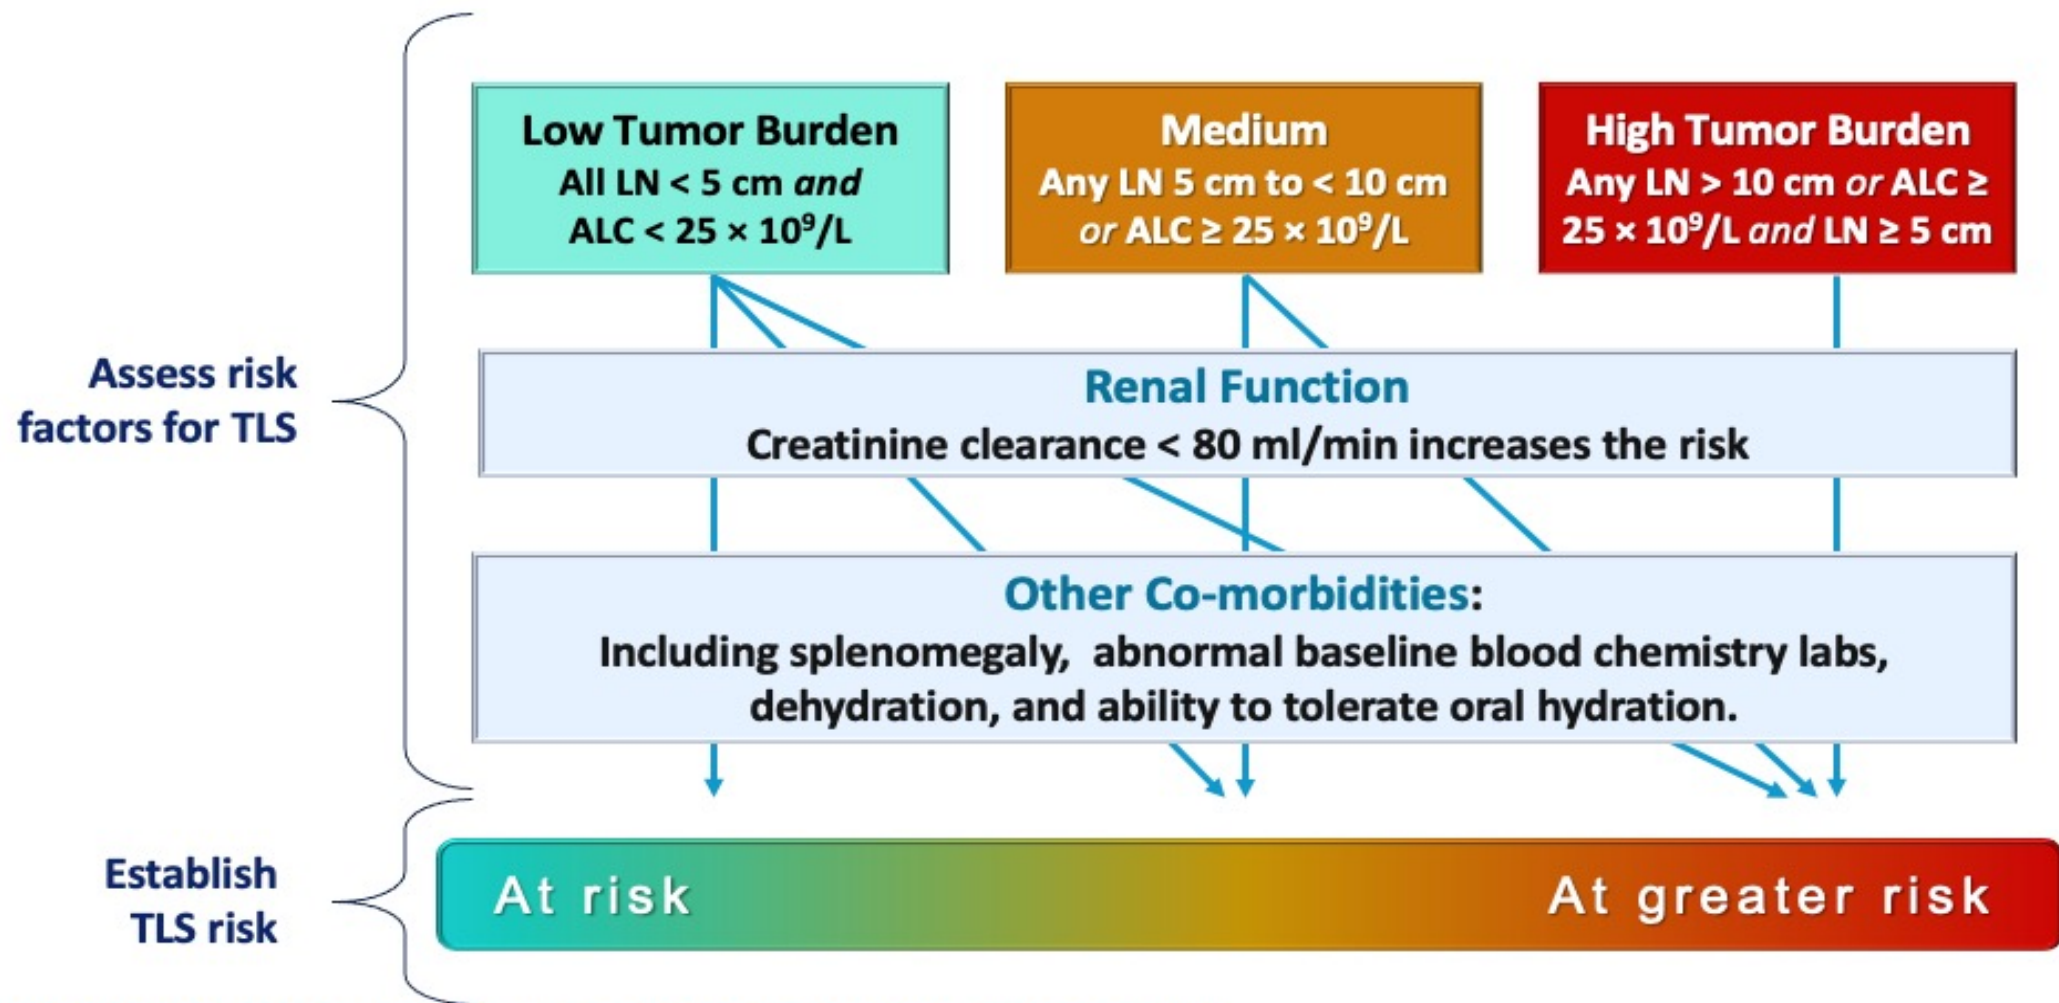 Low Tumor Burden
All LN < 5 cm and
ALC < 25 × 10⁹/L
Medium
Any LN 5 cm to < 10 cm
or ALC ≥ 25 × 10⁹/L
High Tumor Burden
Any LN > 10 cm or ALC ≥
25 × 10⁹/L and LN ≥ 5 cm
Assess risk
factors for TLS
Renal Function
Creatinine clearance < 80 ml/min increases the risk
Other Co-morbidities:
Including splenomegaly, abnormal baseline blood chemistry labs,
dehydration, and ability to tolerate oral hydration.
Establish
TLS risk
At risk
At greater risk